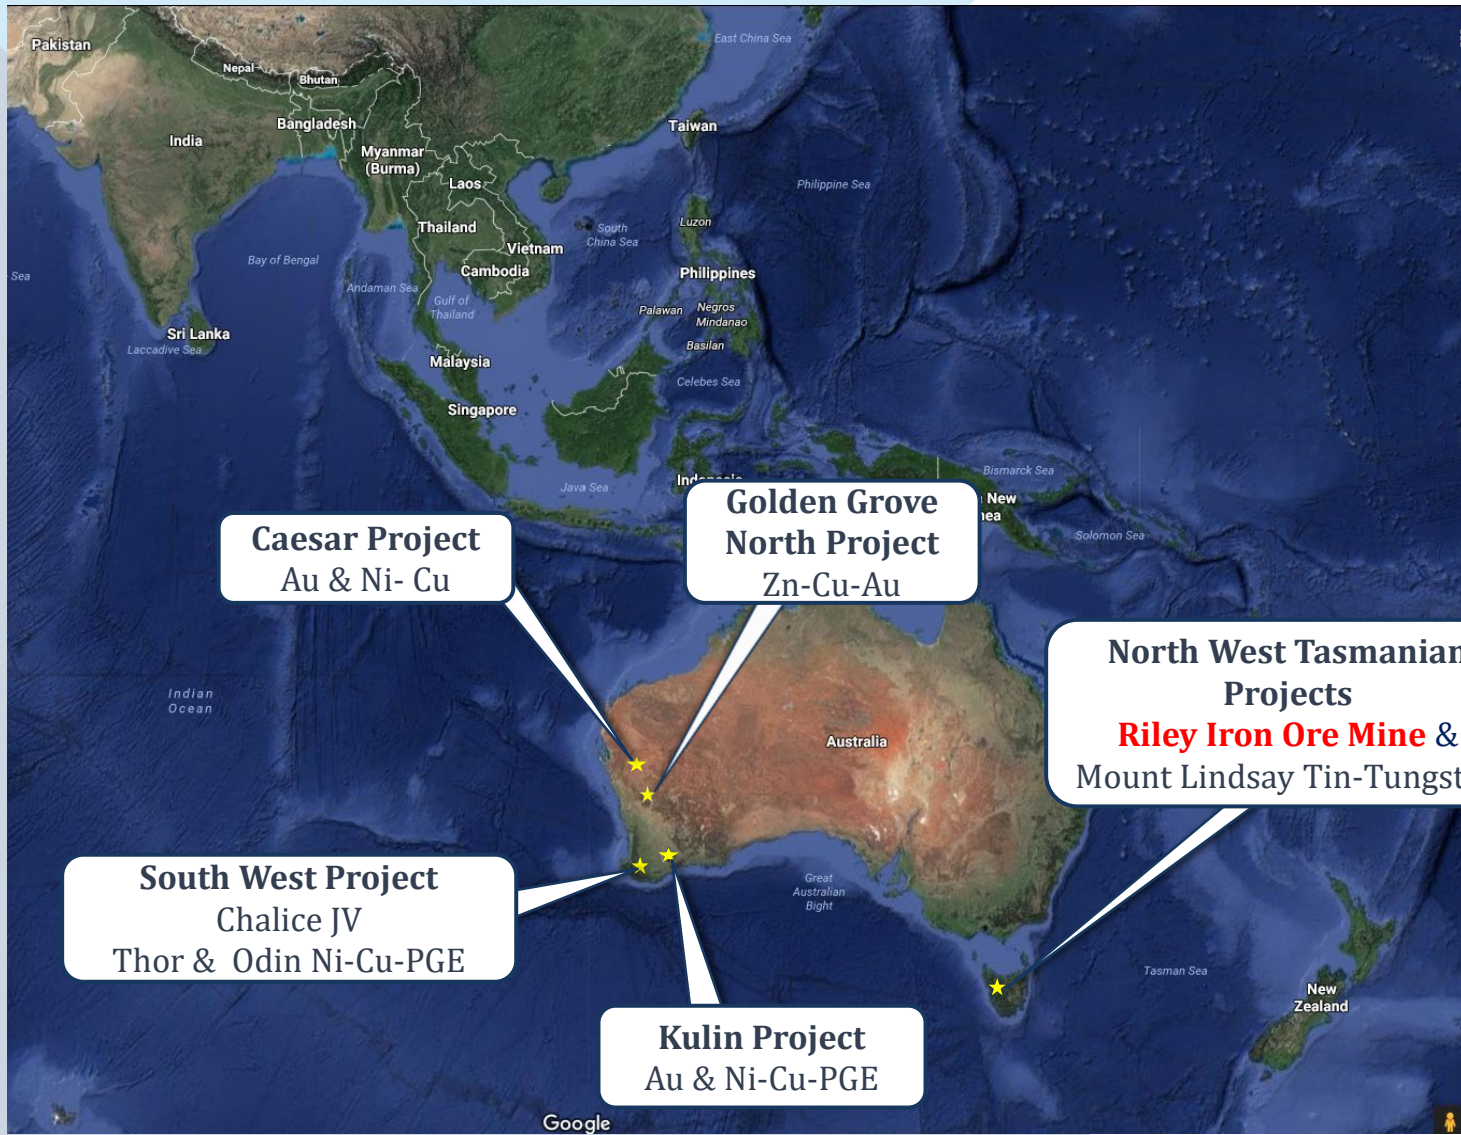 East China Sea
Pakistan
Nepal
Bhutan
Bangladesh
Taiwan
India
Myanmar
(Burma)
Laos
Philippine Sea
Luzon
Thailand
South
China Sea
Vietnam
Bay of Bengal
Cambodia
Philippines
Sea
Andaman Sea
Gulf of
Thailand
Palawan
Negros
Mindanao
Sri Lanka
Laccadive Sea
Basilan
Malaysia
Celebes Sea
Singapore
Bismarck Sea
Java Sea
New
Solomon Sea
Golden Grove
North Project
Zn-Cu-Au
Caesar Project
Au & Ni- Cu
North West Tasmanian
Projects
Riley Iron Ore Mine &
Mount Lindsay Tin-Tungst
Indian
Ocean
Australia
South West Project
Chalice JV
Thor & Odin Ni-Cu-PGE
Great
Australian
Bight
Tasman Sea
New
Zealand
Kulin Project
Au & Ni-Cu-PGE
Google